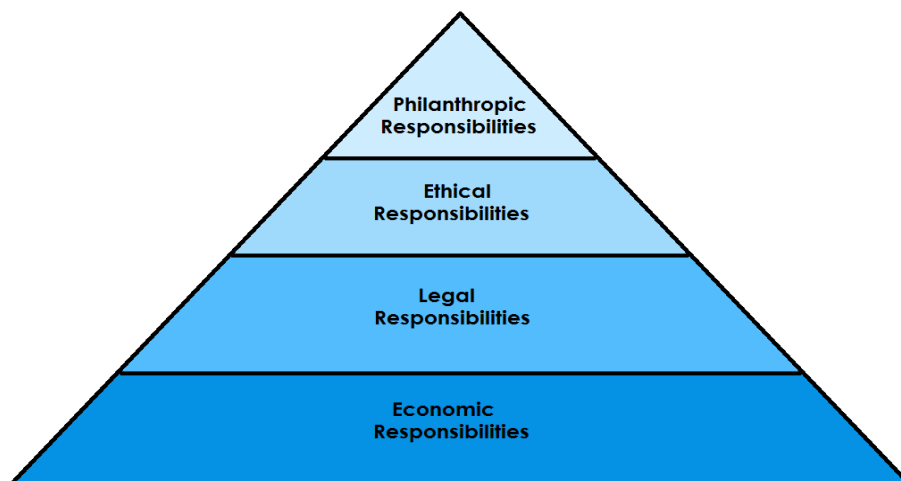 Philanthropic
Responsibilities
Ethical
Responsibilities
Legal
Responsibilities
Economic
Responsibilities